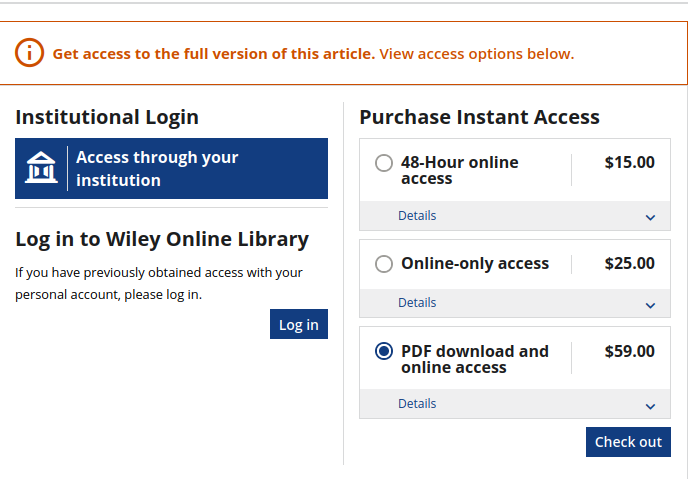 Get access to the full version of this article. View access options below.
Institutional Login
Access through your
institution
Log in to Wiley Online Library
If you have previously obtained access with your
personal account, please log in.
Log in
Purchase Instant Access
48-Hour online
access
$15.00
Details
Online-only access
$25.00
Details
PDF download and
online access
$59.00
Details
Check out